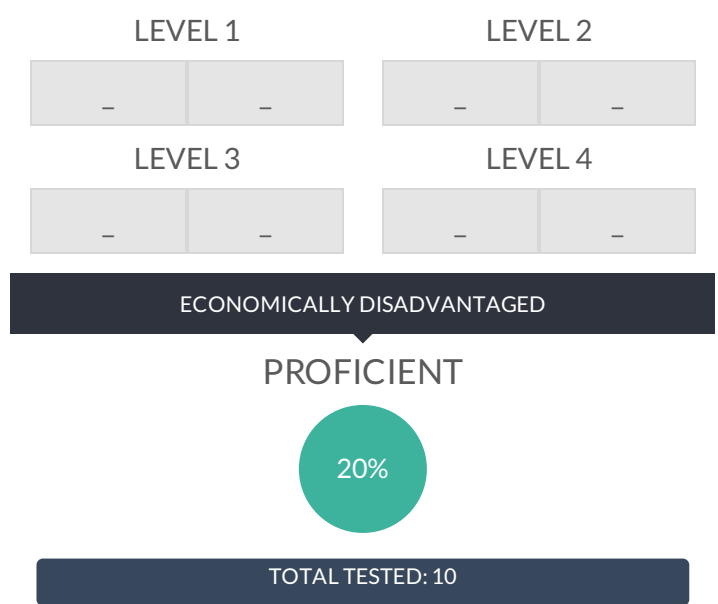 LEVEL 1 LEVEL 2
– – – –
LEVEL 3 LEVEL 4
– – – –
ECONOMICALLY DISADVANTAGED
PROFICIENT
20%
TOTAL TESTED: 10